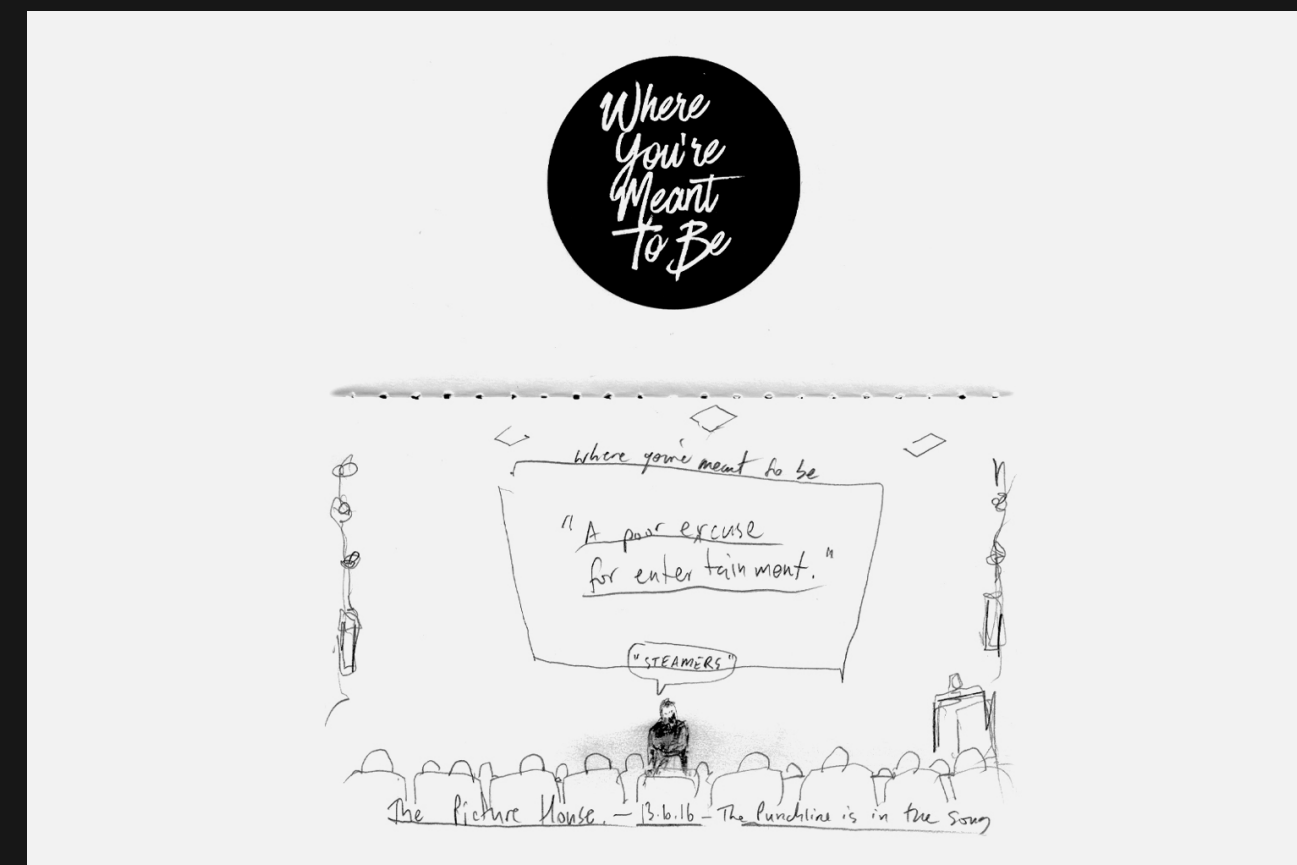 Where
You're
Meant
To Be
where you're meant to be
"A poor excuse
for entertainment."
"STEAMERS"
The Picture House. – 13.6.16 – The Punchline is in the song